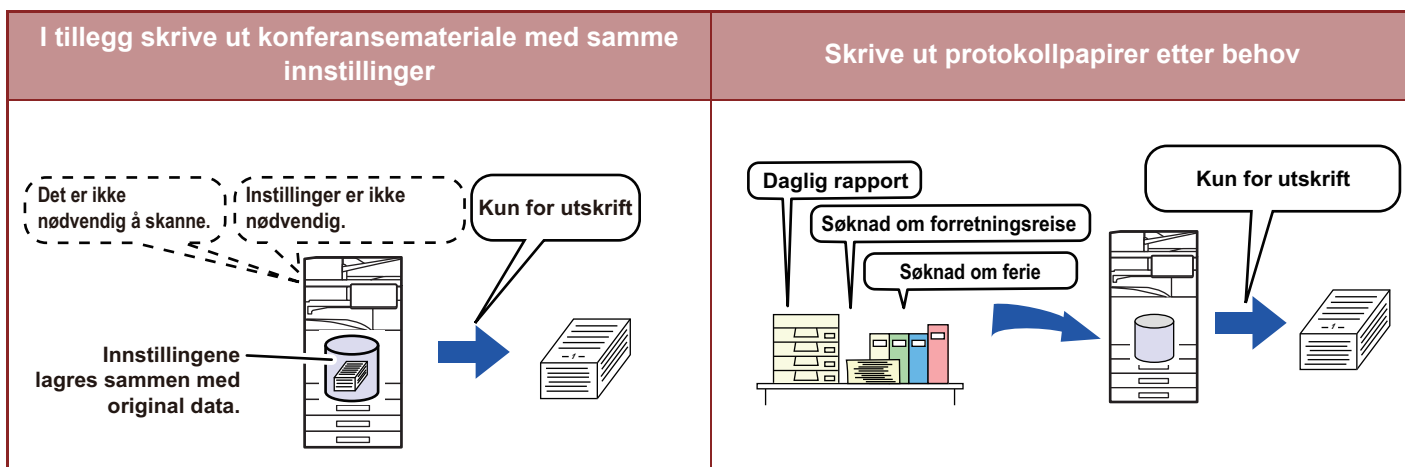 I tillegg skrive ut konferansemateriale med samme
innstillinger
Skrive ut protokollpapirer etter behov
Det er ikke
nødvendig å skanne.
Instillinger er ikke
nødvendig.
Kun for utskrift
Innstillingene
lagres sammen med
original data.
-1-
Daglig rapport
Søknad om forretningsreise
Søknad om ferie
Kun for utskrift
-1-